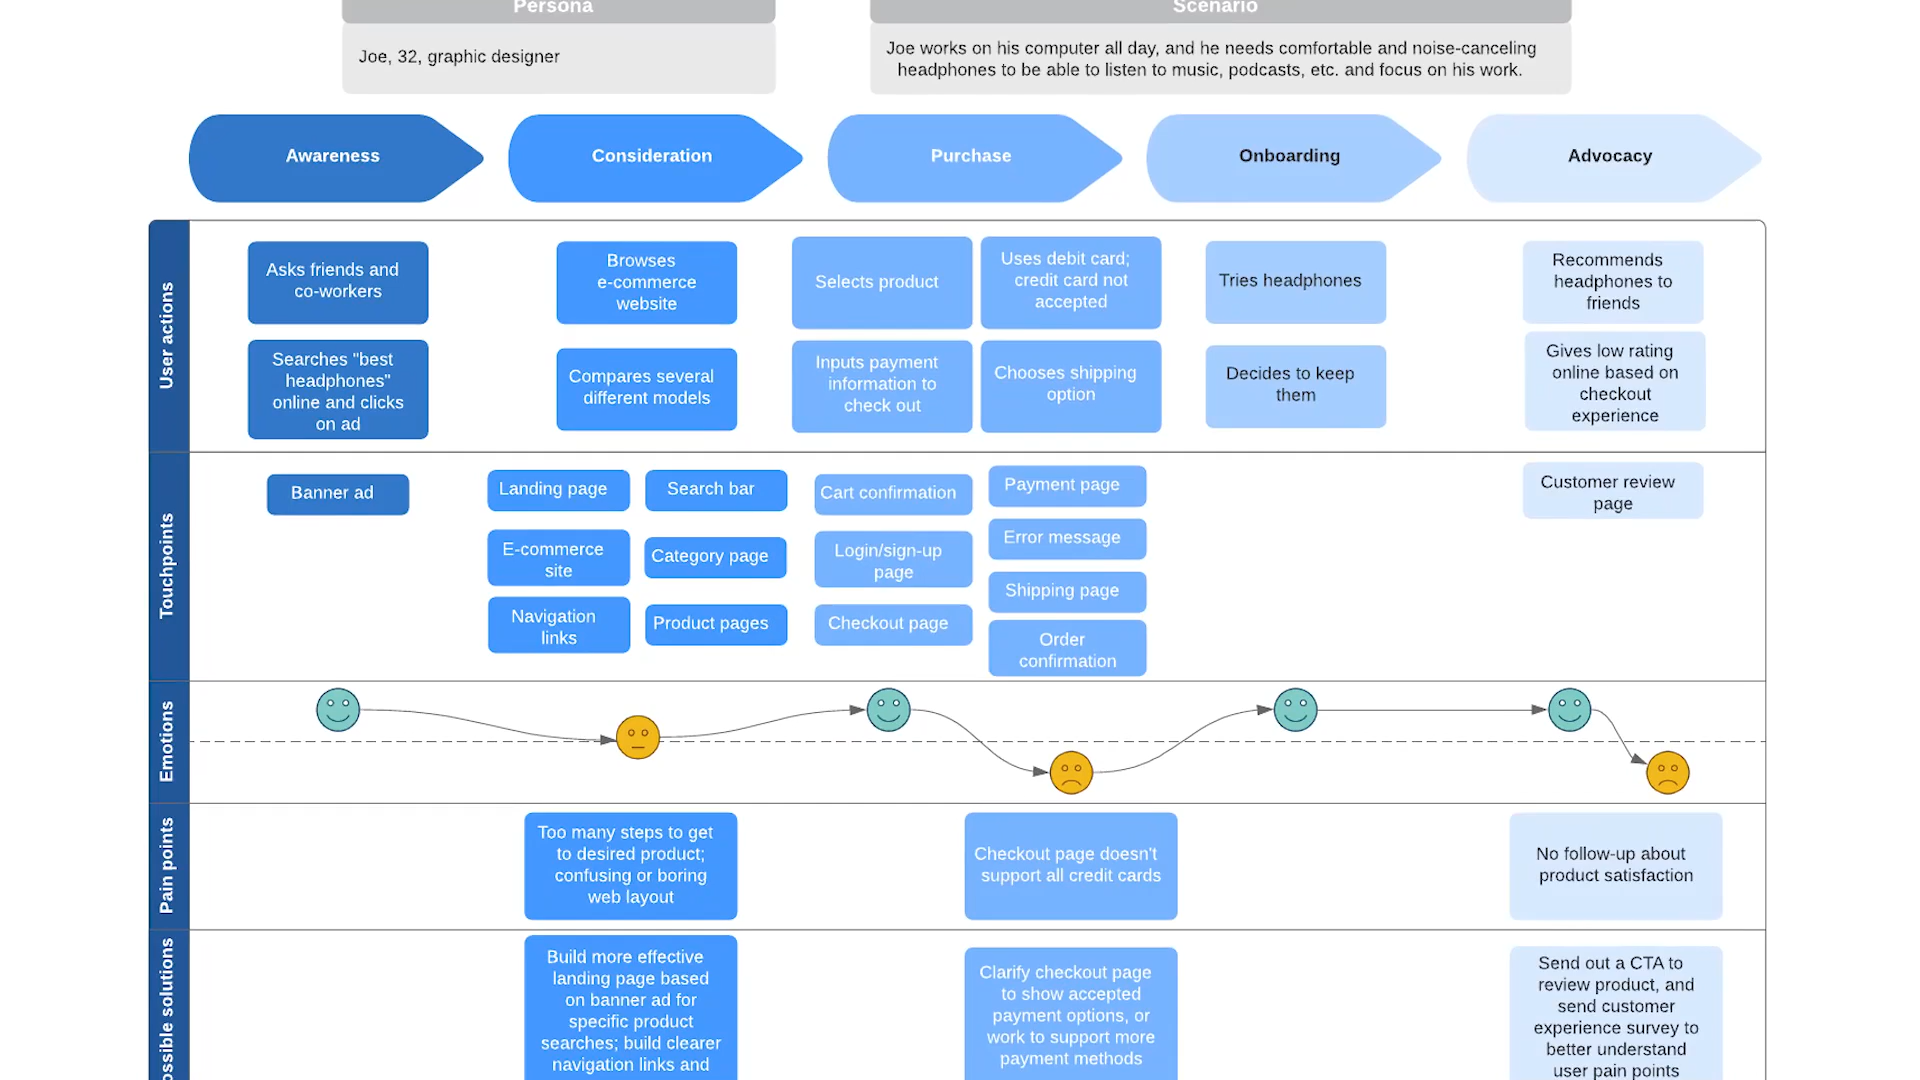 Persona
Scenario
Joe, 32, graphic designer
Joe works on his computer all day, and he needs comfortable and noise-canceling
headphones to be able to listen to music, podcasts, etc. and focus on his work.
Awareness
Consideration
Purchase
Onboarding
Advocacy
User actions
Asks friends and
co-workers
Searches "best
headphones"
online and clicks
on ad
Browses
e-commerce
website
Compares several
different models
Selects product
Inputs payment
information to
check out
Uses debit card;
credit card not
accepted
Chooses shipping
option
Tries headphones
Decides to keep
them
Recommends
headphones to
friends
Gives low rating
online based on
checkout
experience
Touchpoints
Banner ad
Landing page
E-commerce
site
Navigation
links
Search bar
Category page
Product pages
Cart confirmation
Login/sign-up
page
Checkout page
Payment page
Error message
Shipping page
Order
confirmation
Customer review
page
Emotions
Pain points
Too many steps to get
to desired product;
confusing or boring
web layout
Checkout page doesn't
support all credit cards
No follow-up about
product satisfaction
ossible solutions
Build more effective
landing page based
on banner ad for
specific product
searches; build clearer
navigation links and
Clarify checkout page
to show accepted
payment options, or
work to support more
payment methods
Send out a CTA to
review product, and
send customer
experience survey to
better understand
user pain points